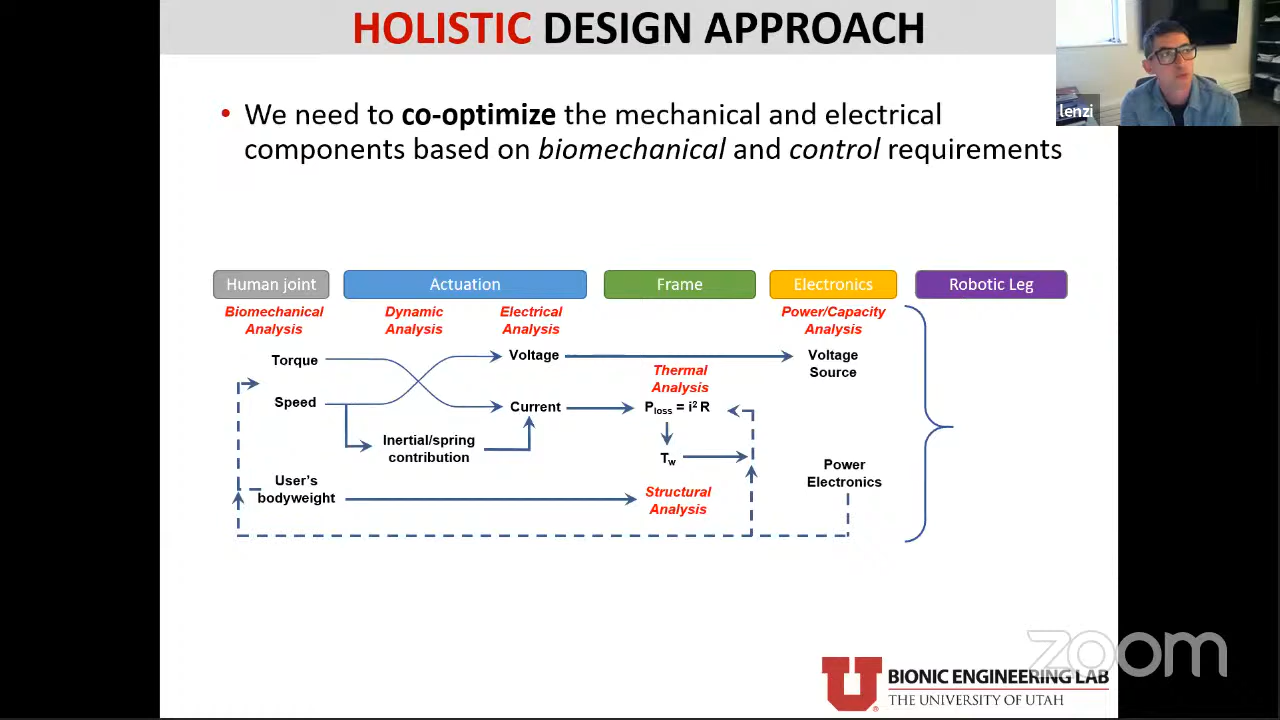 HOLISTIC DESIGN APPROACH
lenzi
• We need to co-optimize the mechanical and electrical
components based on biomechanical and control requirements
Human joint
Actuation
Frame
Electronics
Robotic Leg
Biomechanical
Analysis
Dynamic
Analysis
Electrical
Analysis
Power/Capacity
Analysis
Torque
Voltage
Voltage
Source
Thermal
Analysis
Speed
Current
Ploss = i² R
Inertial/spring
contribution
Tw
Power
Electronics
User's
bodyweight
Structural
Analysis
zoom
U
BIONIC ENGINEERING LAB
THE UNIVERSITY OF UTAH